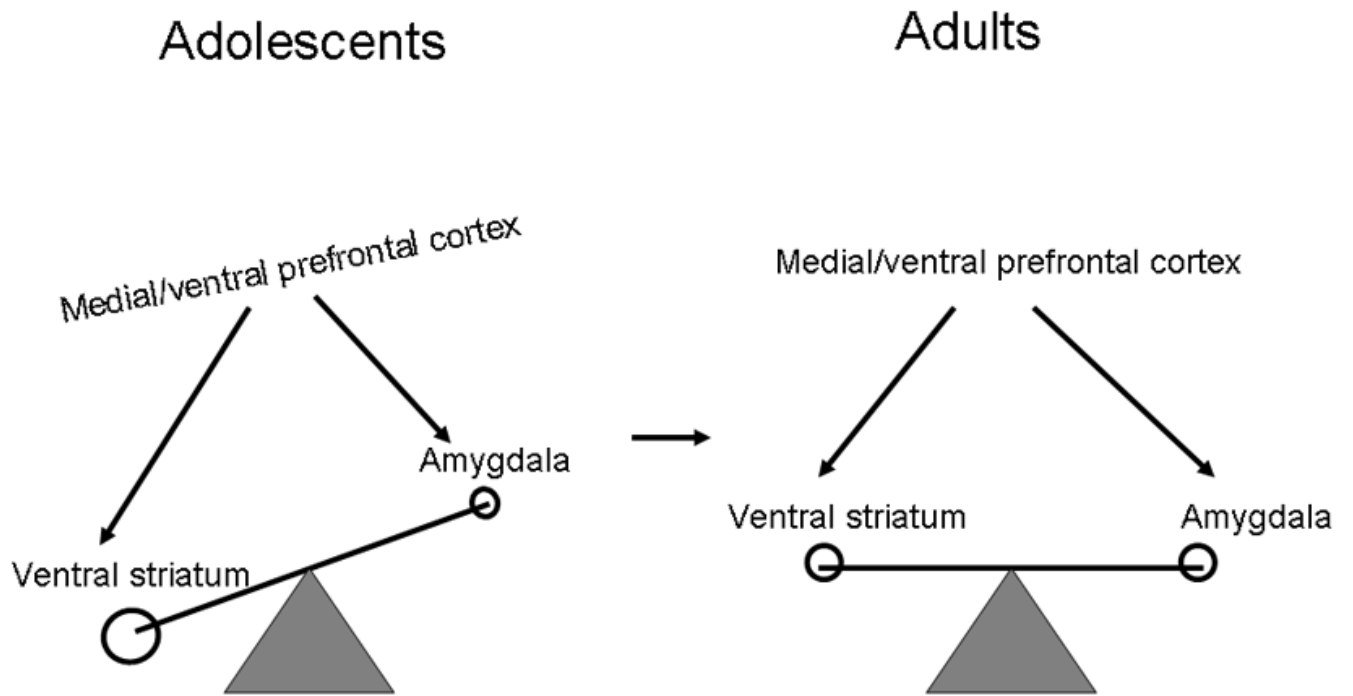 Adolescents
Medial/ventral prefrontal cortex
Amygdala
Ventral striatum
Adults
Medial/ventral prefrontal cortex
Ventral striatum
Amygdala